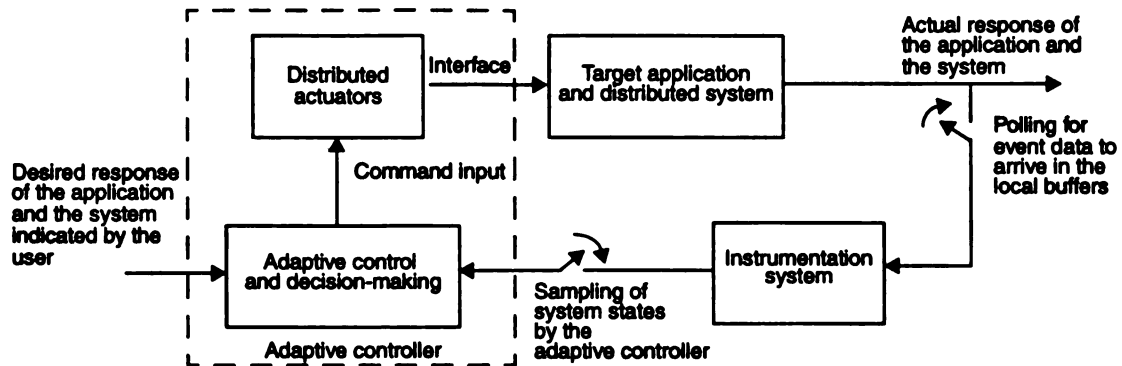 Distributed
actuators
Interface
Target application
and distributed system
Actual response of
the application and
the system
Polling for
event data to
arrive in the
local buffers
Command input
Desired response
of the application
and the system
indicated by the
user
Adaptive control
and decision-making
Sampling of
system states
by the
adaptive controller
Instrumentation
system
Adaptive controller